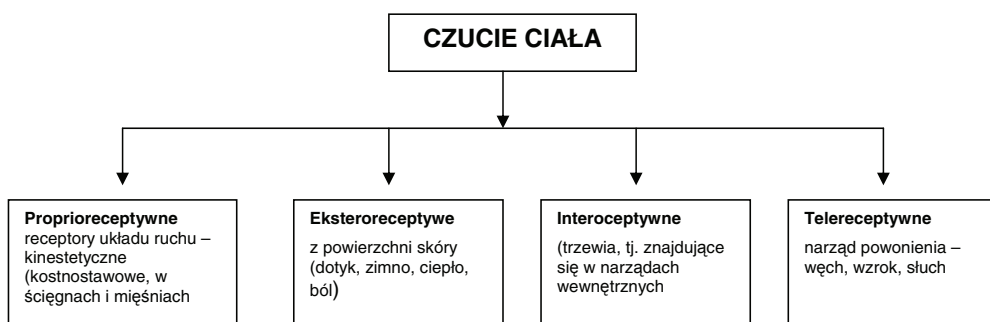 CZUCIE CIAŁA
Proprioreceptywne
receptory układu ruchu –
kinestetyczne
(kostnostawowe, w
ścięgnach i mięśniach
Eksteroreceptywe
z powierzchni skóry
(dotyk, zimno, ciepło,
ból)
Interoceptywne
(trzewia, tj. znajdujące
się w narządach
wewnętrznych
Telereceptywne
narząd powonienia –
węch, wzrok, słuch